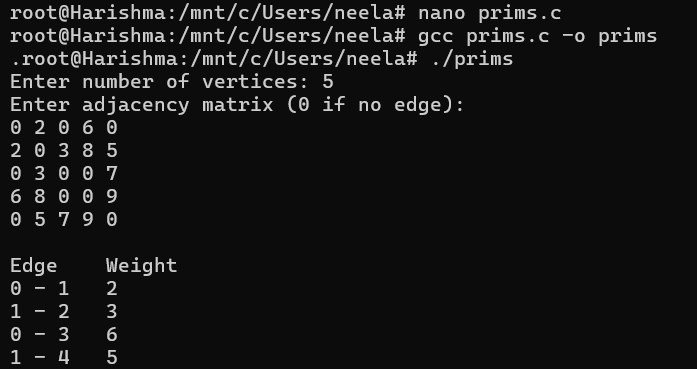 root@Harishma:/mnt/c/Users/neela# nano prims.c
root@Harishma:/mnt/c/Users/neela# gcc prims.c -o prims
.root@Harishma:/mnt/c/Users/neela# ./prims
Enter number of vertices: 5
Enter adjacency matrix (0 if no edge):
0 2 0 6 0
2 0 3 8 5
0 3 0 0 7
6 8 0 0 9
0 5 7 9 0

Edge    Weight
0 - 1   2
1 - 2   3
0 - 3   6
1 - 4   5